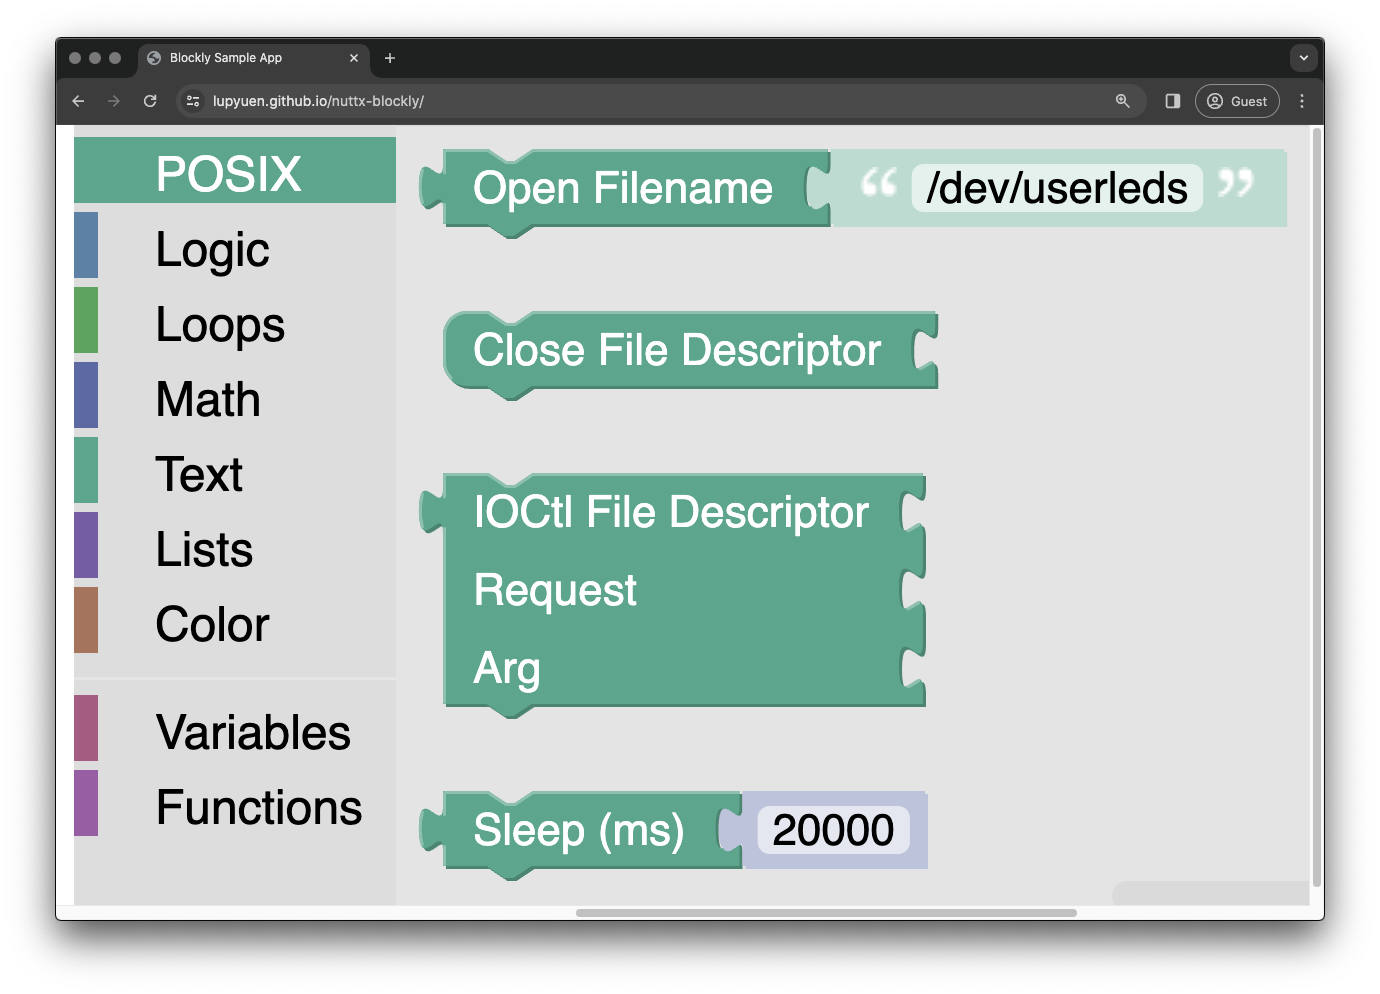 Blockly Sample App
lupyuen.github.io/nuttx-blockly/
Guest
POSIX
Logic
Loops
Math
Text
Lists
Color
Variables
Functions
Open Filename “ /dev/userleds ”
Close File Descriptor
IOCtl File Descriptor
Request
Arg
Sleep (ms) 20000